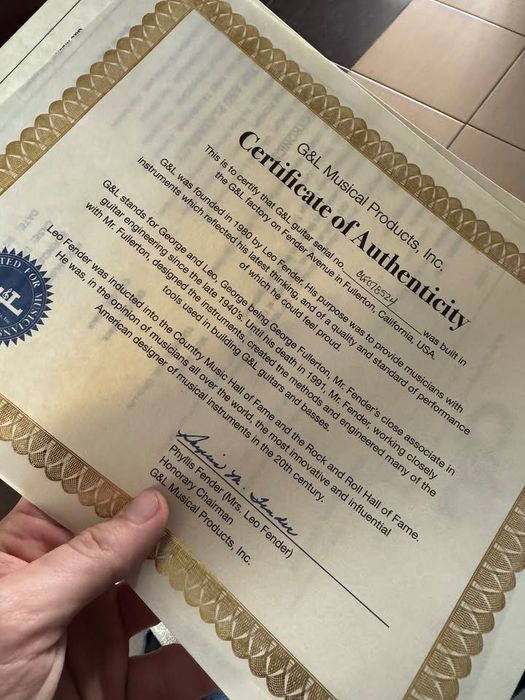 G&L Musical Products, Inc.
Certificate of Authenticity
This is to certify that G&L guitar serial no. was built in
the G&L factory on Fender Avenue in Fullerton, California, USA.
G&L was founded in 1980 by Leo Fender. His purpose was to provide musicians with
instruments which reflected his latest thinking, and of a quality and standard of performance
of which he could feel proud.
G&L stands for George and Leo, George being George Fullerton, Mr. Fender's close associate in
guitar engineering since the late 1940's. Until his death in 1991, Mr. Fender, working closely
with Mr. Fullerton, designed the instruments, created the methods and engineered many of the
tools used in building G&L guitars and basses.
Leo Fender was inducted into the Country Music Hall of Fame and the Rock and Roll Hall of Fame.
He was, in the opinion of musicians all over the world, the most innovative and influential
American designer of musical instruments in the 20th century.
Phyllis Fender (Mrs. Leo Fender)
Honorary Chairman
G&L Musical Products, Inc.
FOR MUSICIANS